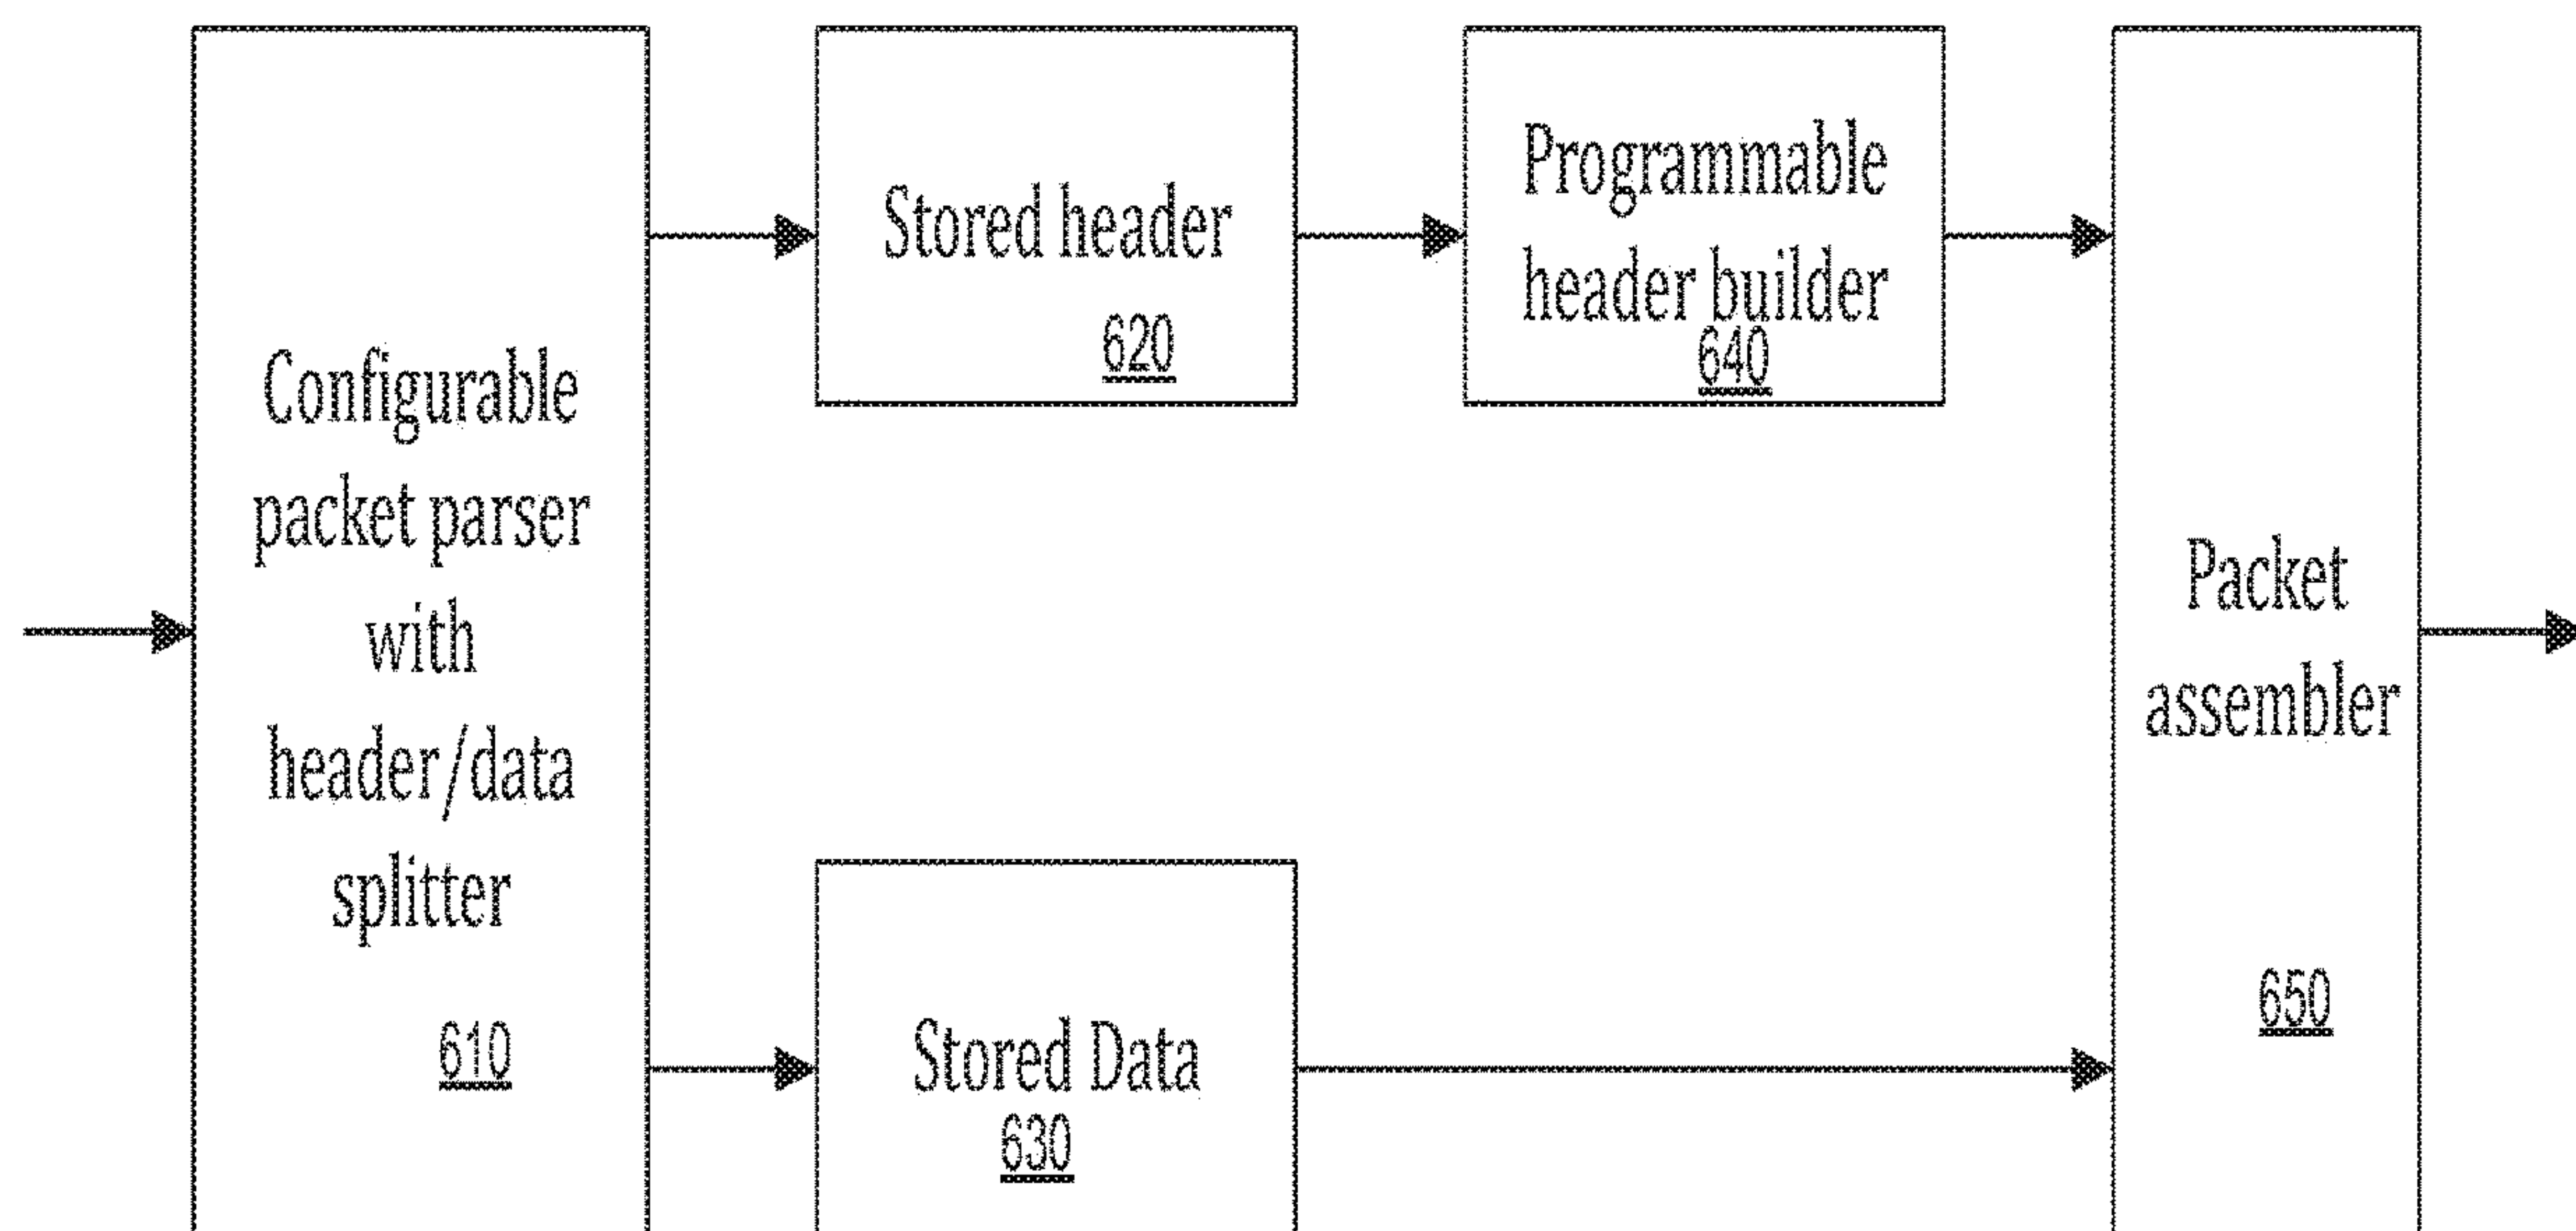 Configurable
packet parser
with
header/data
splitter
610
Stored header
620
Programmable
header builder
640
Stored Data
630
Packet
assembler
650